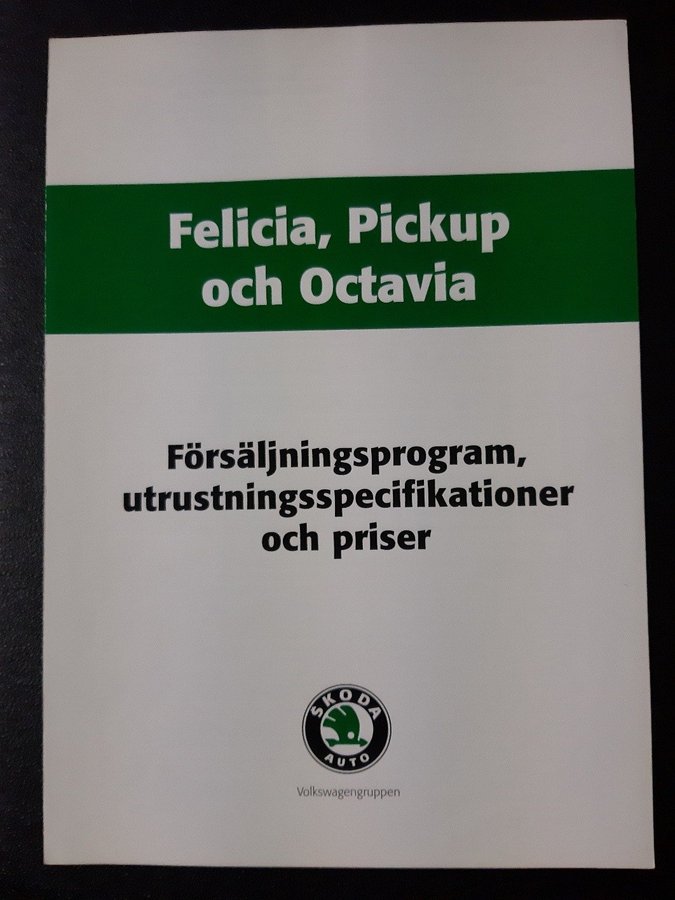 Felicia, Pickup
och Octavia
Försäljningsprogram,
utrustningsspecifikationer
och priser
ŠKODA
AUTO
Volkswagengruppen